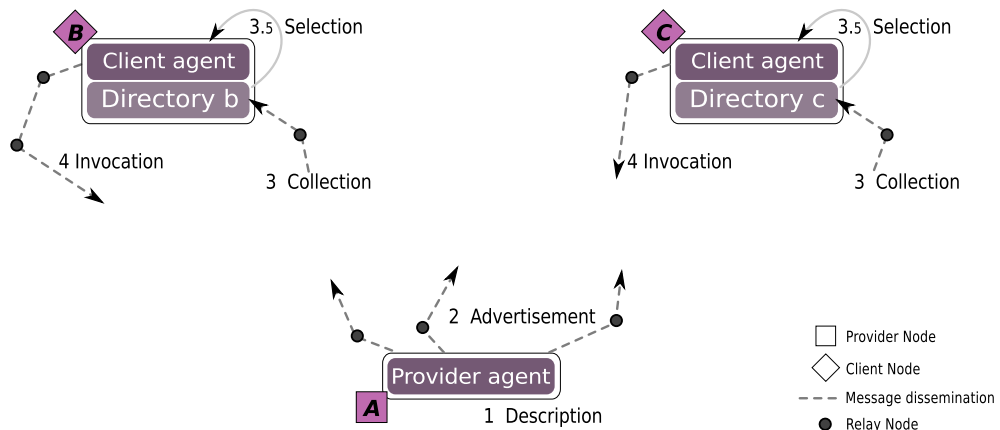 B
3.5 Selection
Client agent
Directory b
4 Invocation
3 Collection
C
3.5 Selection
Client agent
Directory c
4 Invocation
3 Collection
2 Advertisement
Provider agent
A
1 Description
Provider Node
Client Node
Message dissemination
Relay Node